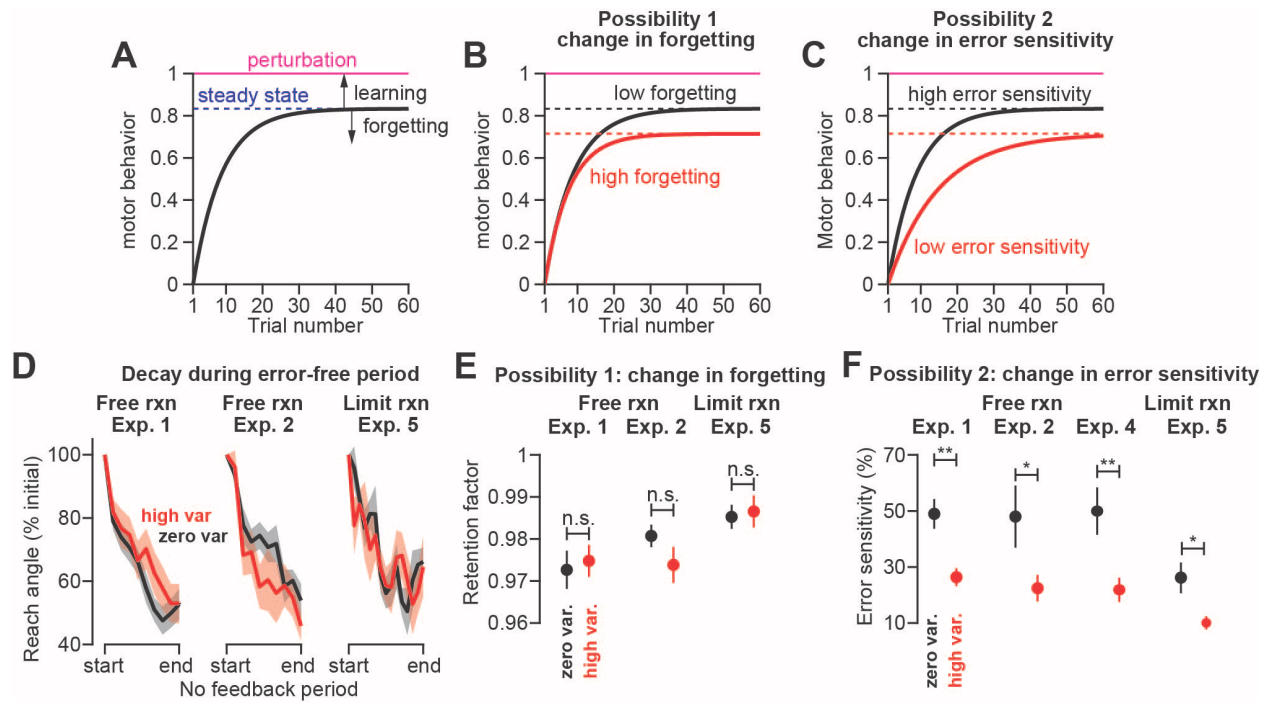 A
perturbation
steady state
learning
forgetting
motor behavior
1
0.8
0.6
0.4
0.2
0
1 10 20 30 40 50 60
Trial number
B
Possibility 1
change in forgetting
low forgetting
high forgetting
motor behavior
1
0.8
0.6
0.4
0.2
0
1 10 20 30 40 50 60
Trial number
C
Possibility 2
change in error sensitivity
high error sensitivity
low error sensitivity
Motor behavior
1
0.8
0.6
0.4
0.2
0
1 10 20 30 40 50 60
Trial number
D
Decay during error-free period
Free rxn
Exp. 1
Free rxn
Exp. 2
Limit rxn
Exp. 5
Reach angle (% initial)
100
80
60
40
high var
zero var
start end
start end
start end
No feedback period
E
Possibility 1: change in forgetting
Free rxn
Limit rxn
Exp. 1 Exp. 2 Exp. 5
Retention factor
1
0.99
0.98
0.97
0.96
n.s.
n.s.
n.s.
zero var.
high var.
F
Possibility 2: change in error sensitivity
Free rxn
Limit rxn
Exp. 1 Exp. 2 Exp. 4 Exp. 5
Error sensitivity (%)
70
50
30
10
**
*
**
*
zero var.
high var.